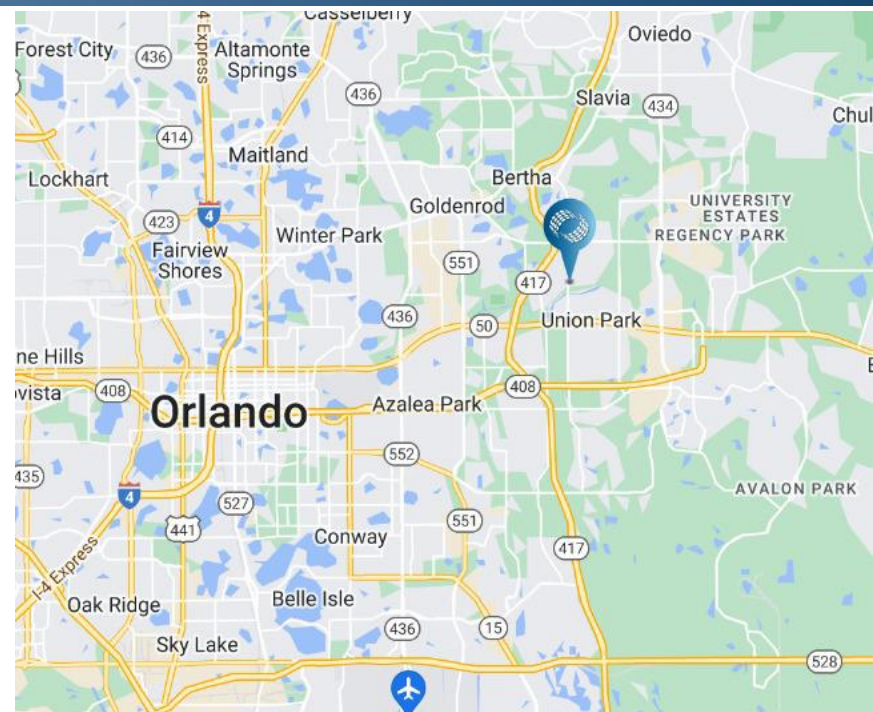 Casselberry
Forest City
436
I-4 Express
Altamonte
Springs
Oviedo
436
Slavia
434
Chul
414
Maitland
Lockhart
Bertha
UNIVERSITY
ESTATES
REGENCY PARK
Goldenrod
423
4
Winter Park
Fairview
Shores
551
417
436
50
Union Park
ne Hills
ovista
408
408
E
Orlando
Azalea Park
552
435
4
527
AVALON PARK
441
551
Conway
417
I-4 Express
Oak Ridge
Belle Isle
436
15
Sky Lake
528